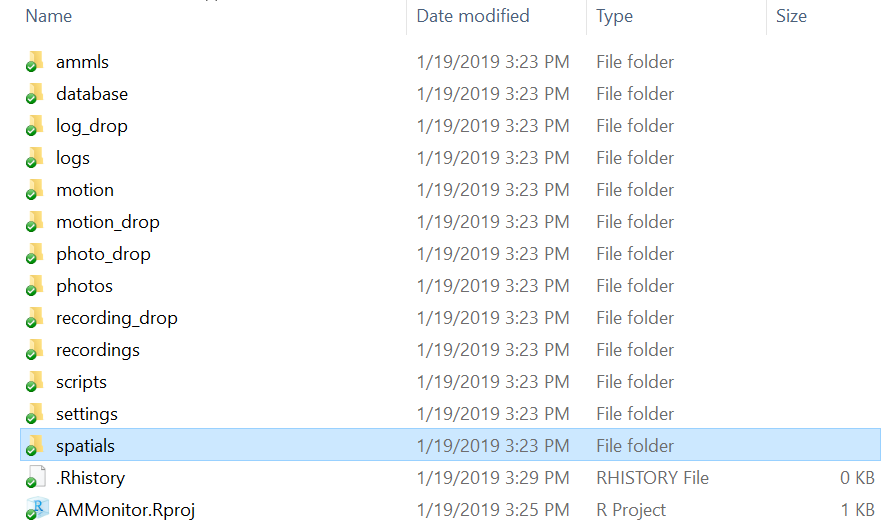 Name Date modified Type Size
ammls 1/19/2019 3:23 PM File folder
database 1/19/2019 3:23 PM File folder
log_drop 1/19/2019 3:23 PM File folder
logs 1/19/2019 3:23 PM File folder
motion 1/19/2019 3:23 PM File folder
motion_drop 1/19/2019 3:23 PM File folder
photo_drop 1/19/2019 3:23 PM File folder
photos 1/19/2019 3:23 PM File folder
recording_drop 1/19/2019 3:23 PM File folder
recordings 1/19/2019 3:23 PM File folder
scripts 1/19/2019 3:23 PM File folder
settings 1/19/2019 3:23 PM File folder
spatials 1/19/2019 3:23 PM File folder
.Rhistory 1/19/2019 3:29 PM RHISTORY File 0 KB
R AMMonitor.Rproj 1/19/2019 3:25 PM R Project 1 KB